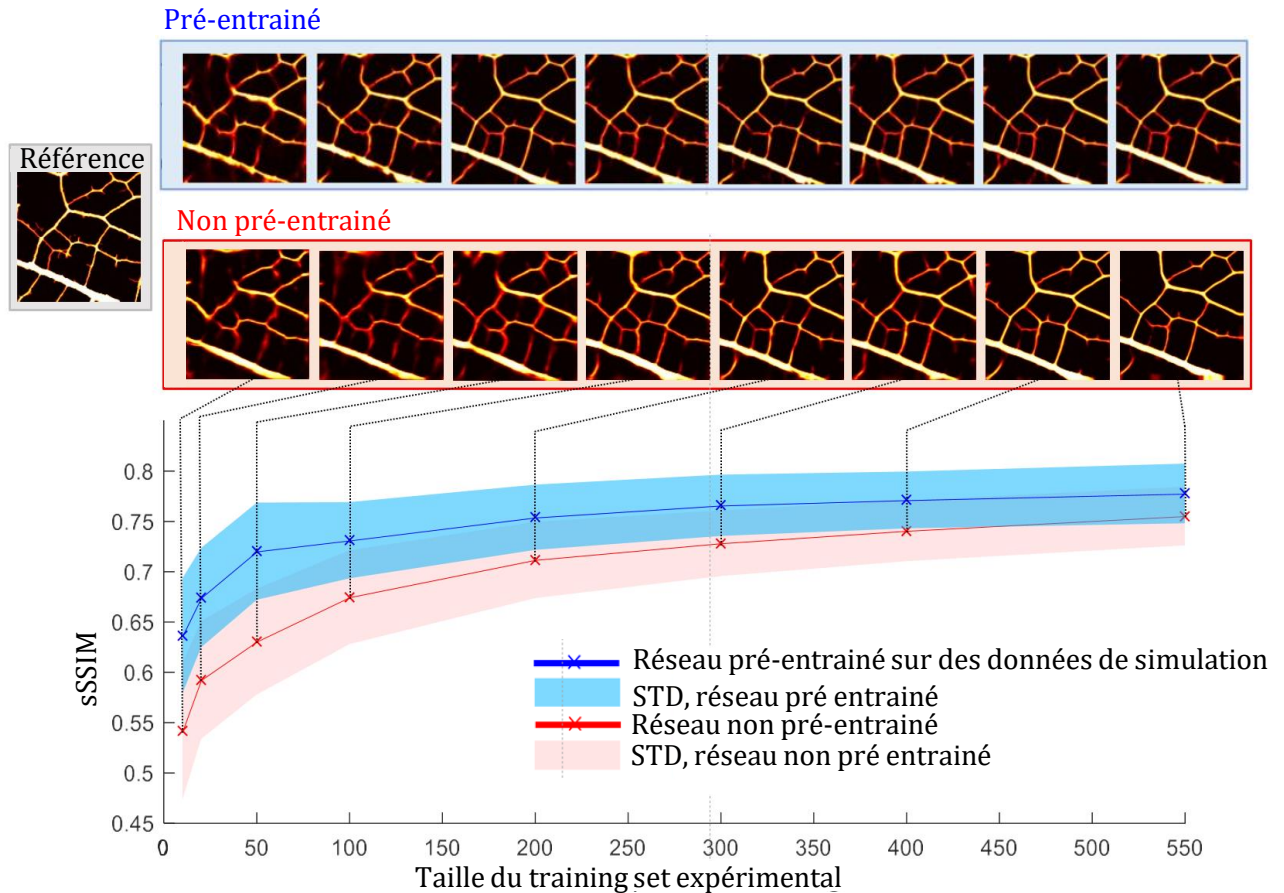 Pré-entrainé
Référence
Non pré-entrainé
0.8
0.75
0.7
0.65
0.6
0.55
0.5
0.45
sSSIM
Réseau pré-entrainé sur des données de simulation
STD, réseau pré entrainé
Réseau non pré-entrainé
STD, réseau non pré entrainé
0 50 100 150 200 250 300 350 400 450 500 550
Taille du training set expérimental